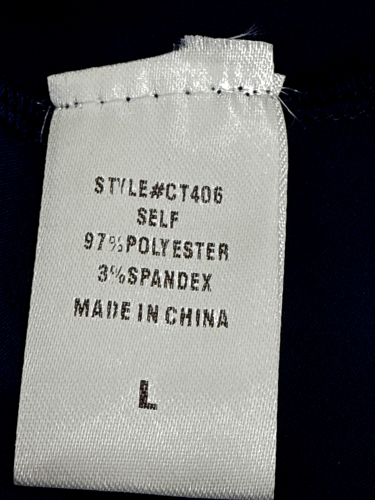 STYLE#CT406
SELF
97%POLYESTER
3%SPANDEX
MADE IN CHINA
L